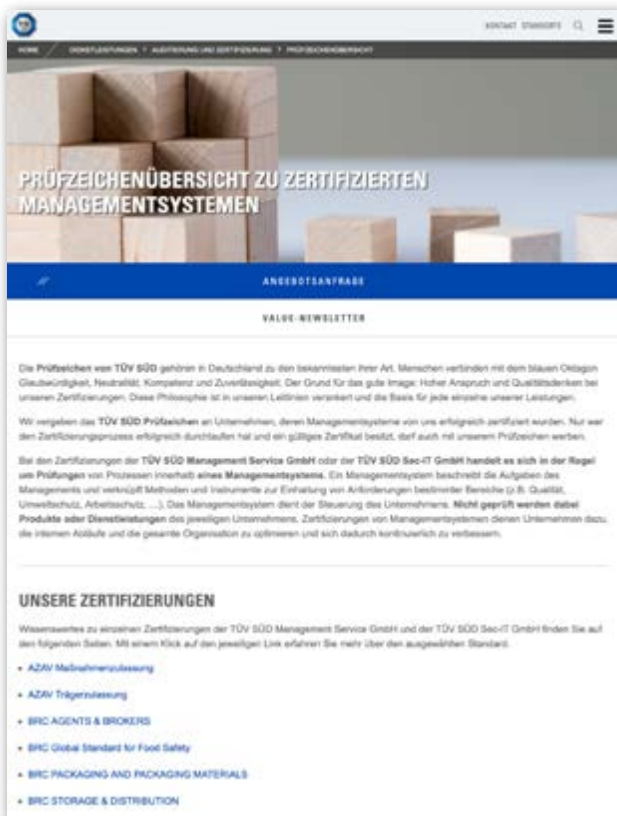 KONTAKT STANDORTE
HOME / DIENSTLEISTUNGEN > AUDITIERUNG UND ZERTIFIZIERUNG > PRÜFZEICHENÜBERSICHT
PRÜFZEICHENÜBERSICHT ZU ZERTIFIZIERTEN
MANAGEMENTSYSTEMEN
ANGEBOTSANFRAGE
VALUE-NEWSLETTER
Die Prüfzeichen von TÜV SÜD gehören in Deutschland zu den bekanntesten ihrer Art. Menschen verbinden mit dem blauen Oktagon
Glaubwürdigkeit, Neutralität, Kompetenz und Zuverlässigkeit. Der Grund für das gute Image: Hoher Anspruch und Qualitätsdenken bei
unseren Zertifizierungen. Diese Philosophie ist in unseren Leitlinien verankert und die Basis für jede einzelne unserer Leistungen.
Wir vergeben das TÜV SÜD Prüfzeichen an Unternehmen, deren Managementsysteme von uns erfolgreich zertifiziert wurden. Nur wer
den Zertifizierungsprozess erfolgreich durchlaufen hat und ein gültiges Zertifikat besitzt, darf auch mit unserem Prüfzeichen werben.
Bei den Zertifizierungen der TÜV SÜD Management Service GmbH oder der TÜV SÜD Sec-IT GmbH handelt es sich in der Regel
um Prüfungen von Prozessen innerhalb eines Managementsystems. Ein Managementsystem beschreibt die Aufgaben des
Managements und verknüpft Methoden und Instrumente zur Einhaltung von Anforderungen bestimmter Bereiche (z.B. Qualität,
Umweltschutz, Arbeitsschutz, …). Das Managementsystem dient der Steuerung des Unternehmens. Nicht geprüft werden dabei
Produkte oder Dienstleistungen des jeweiligen Unternehmens. Zertifizierungen von Managementsystemen dienen Unternehmen dazu,
die internen Abläufe und die gesamte Organisation zu optimieren und sich dadurch kontinuierlich zu verbessern.
UNSERE ZERTIFIZIERUNGEN
Wissenswertes zu einzelnen Zertifizierungen der TÜV SÜD Management Service GmbH und der TÜV SÜD Sec-IT GmbH finden Sie auf
den folgenden Seiten. Mit einem Klick auf den jeweiligen Link erfahren Sie mehr über den ausgewählten Standard.
• AZAV Maßnahmenzulassung
• AZAV Trägerzulassung
• BRC AGENTS & BROKERS
• BRC Global Standard for Food Safety
• BRC PACKAGING AND PACKAGING MATERIALS
• BRC STORAGE & DISTRIBUTION